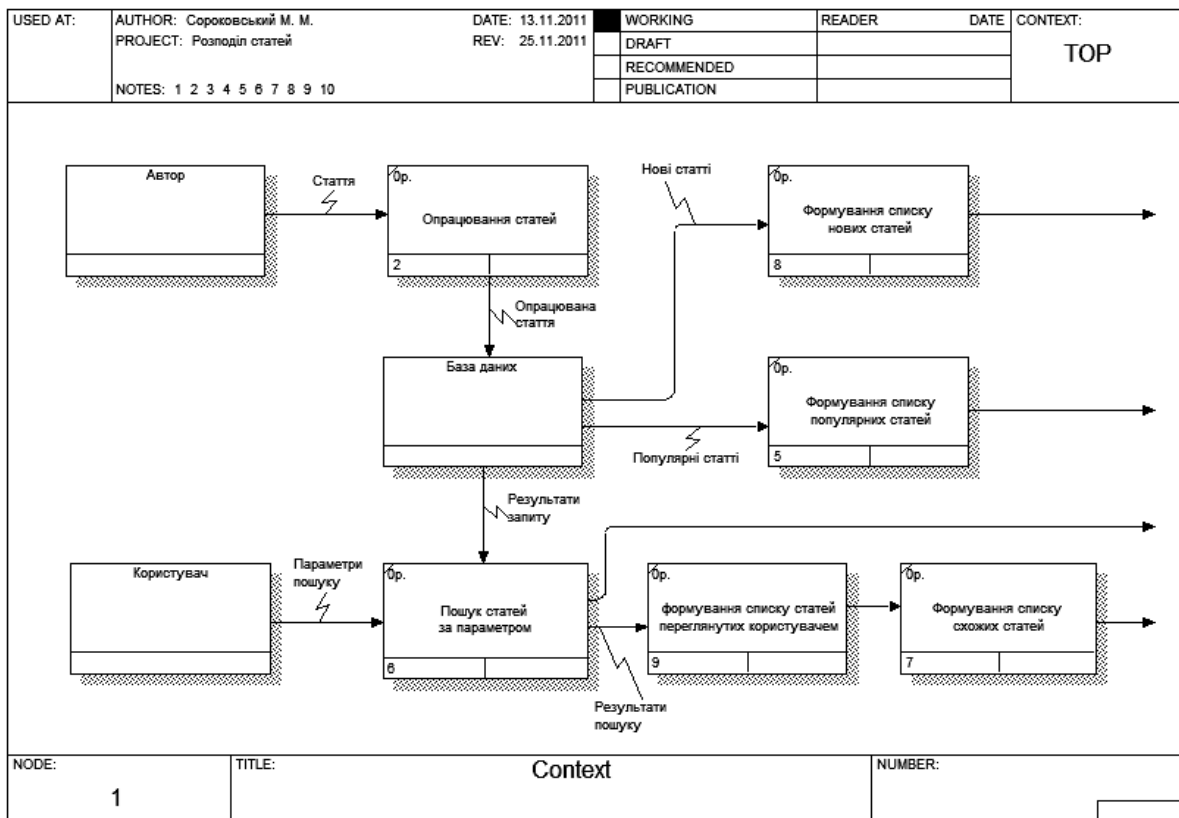 USED AT:
AUTHOR: Сороковський М. М.
DATE: 13.11.2011
PROJECT: Розподіл статей
REV: 25.11.2011
NOTES: 1 2 3 4 5 6 7 8 9 10
WORKING
DRAFT
RECOMMENDED
PUBLICATION
READER
DATE
CONTEXT:
TOP
Автор
Стаття
0р.
Опрацювання статей
2
Нові статті
0р.
Формування списку
нових статей
8
Опрацювана
стаття
База даних
Популярні статті
0р.
Формування списку
популярних статей
5
Результати
запиту
Користувач
Параметри
пошуку
0р.
Пошук статей
за параметром
6
Результати
пошуку
0р.
формування списку статей
переглянутих користувачем
9
0р.
Формування списку
схожих статей
7
NODE:
1
TITLE:
Context
NUMBER: